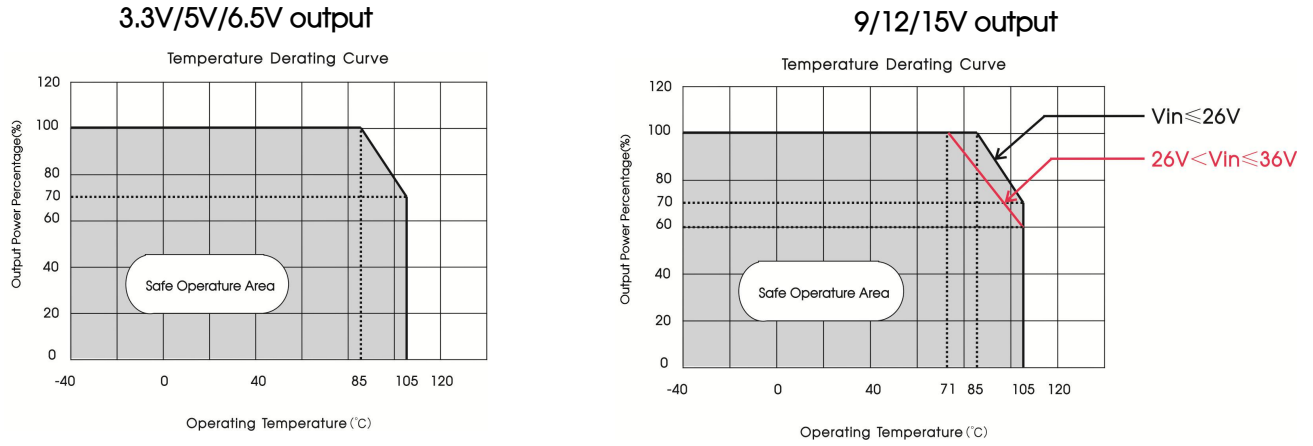 3.3V/5V/6.5V output
Temperature Derating Curve
Output Power Percentage(%)
120
100
80
70
60
40
20
0
Safe Operature Area
-40
0
40
85
105
120
Operating Temperature(℃)
9/12/15V output
Temperature Derating Curve
Output Power Percentage(%)
120
100
80
70
60
40
20
0
Vin≤26V
26V<Vin≤36V
Safe Operature Area
-40
0
40
71
85
105
120
Operating Temperature(℃)